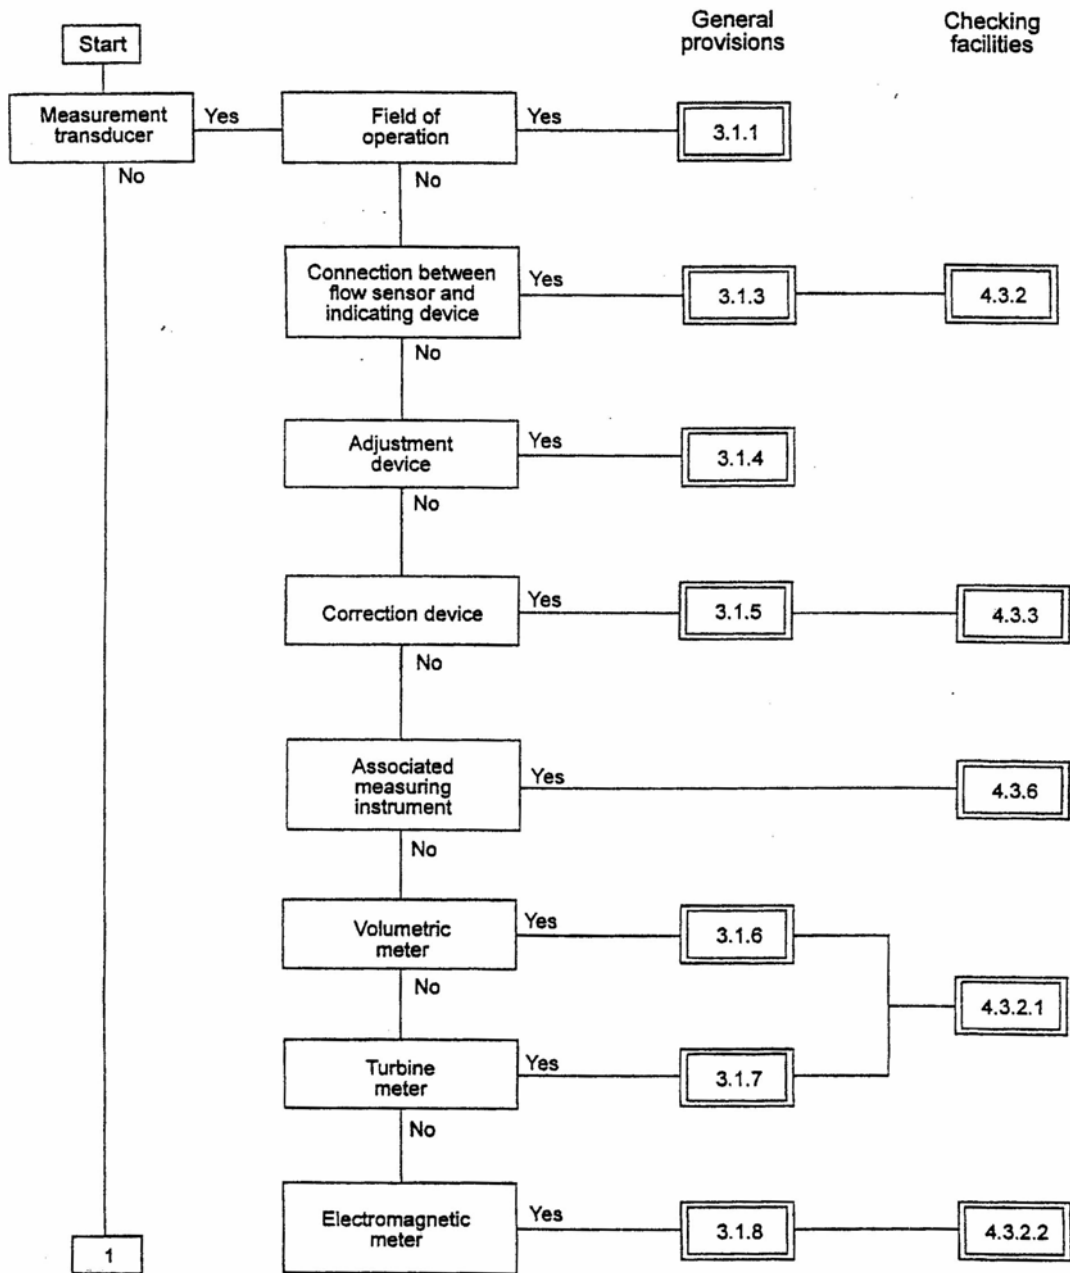 General
provisions
Checking
facilities
Start
Measurement
transducer
Yes
Field of
operation
Yes
3.1.1
No
No
Connection between
flow sensor and
indicating device
Yes
3.1.3
4.3.2
No
Adjustment
device
Yes
3.1.4
No
Correction device
Yes
3.1.5
4.3.3
No
Associated
measuring
instrument
Yes
4.3.6
No
Volumetric
meter
Yes
3.1.6
No
4.3.2.1
Turbine
meter
Yes
3.1.7
No
Electromagnetic
meter
Yes
3.1.8
4.3.2.2
1